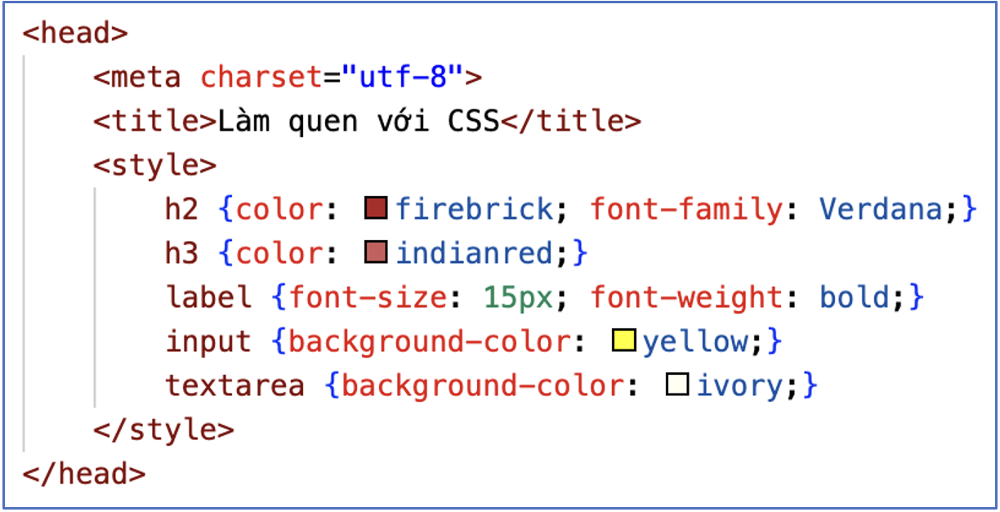 <head>
<meta charset="utf-8">
<title>Làm quen với CSS</title>
<style>
h2 {color: firebrick; font-family: Verdana;}
h3 {color: indianred;}
label {font-size: 15px; font-weight: bold;}
input {background-color: yellow;}
textarea {background-color: ivory;}
</style>
</head>